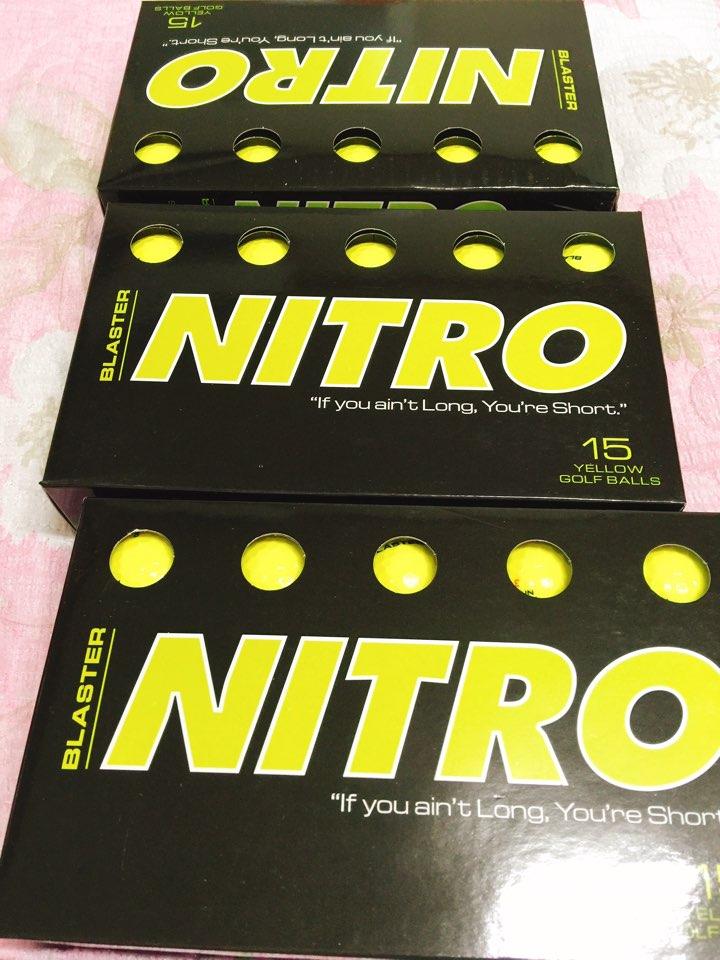 15
YELLOW
GOLF BALLS
"If you ain't Long, You're Short."
NITRO
BLASTER
NITRO
BLASTER
NITRO
"If you ain't Long, You're Short."
15
YELLOW
GOLF BALLS
BLASTER
NITRO
"If you ain't Long, You're Short